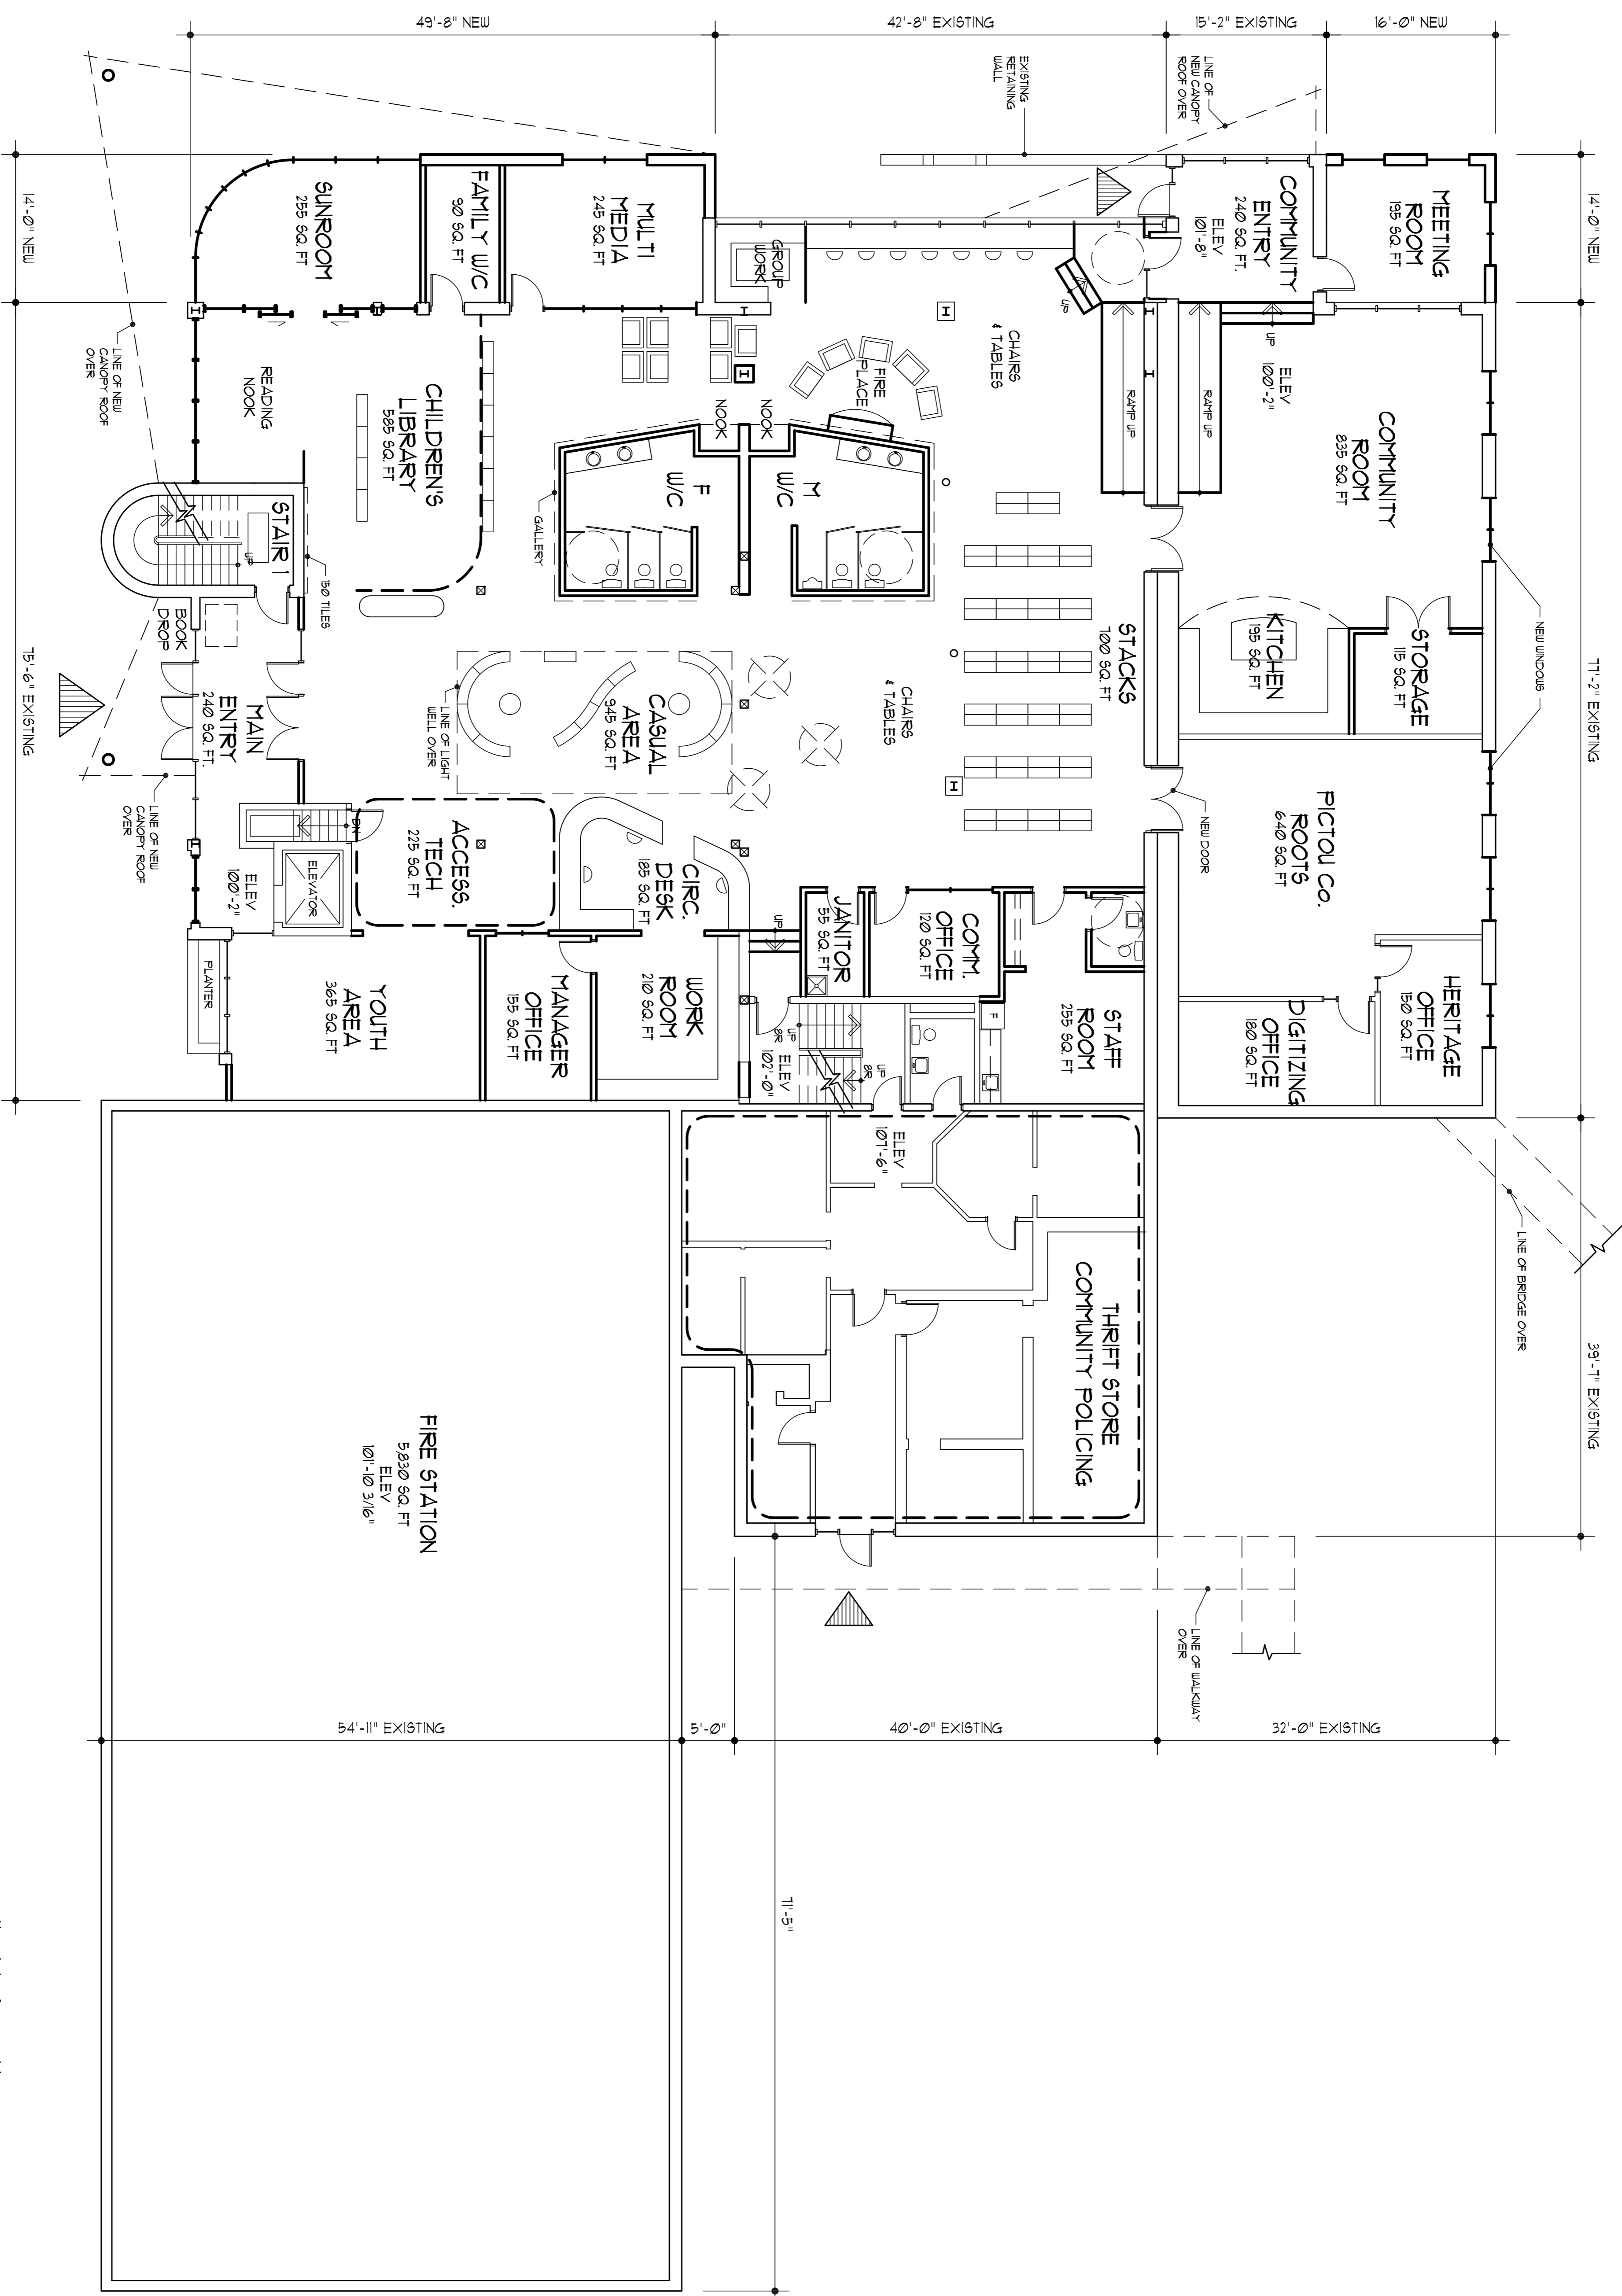 49'-8" NEW
42'-8" EXISTING
15'-2" EXISTING
16'-0" NEW
EXISTING
RETAINING
WALL
LINE OF
NEW CANOPY
ROOF OVER
14'-0" NEW
75'-6" EXISTING
14'-0" NEW
77'-2" EXISTING
39'-7" EXISTING
MEETING
ROOM
195 SQ. FT
COMMUNITY
ENTRY
240 SQ. FT.
ELEV
101'-8"
UP
RAMP UP
RAMP UP
UP
ELEV
100'-2"
COMMUNITY
ROOM
835 SQ. FT
NEW WINDOWS
STORAGE
115 SQ. FT
KITCHEN
195 SQ. FT
NEW DOOR
PICTOU CO.
ROOTS
640 SQ. FT
HERITAGE
OFFICE
150 SQ. FT
DIGITIZING
OFFICE
180 SQ. FT
LINE OF BRIDGE OVER
SUNROOM
255 SQ. FT
FAMILY W/C
90 SQ. FT
MULTI
MEDIA
245 SQ. FT
GROUP
WORK
CHAIRS
& TABLES
FIRE
PLACE
NOOK
NOOK
READING
NOOK
CHILDREN'S
LIBRARY
585 SQ. FT
LINE OF NEW
CANOPY ROOF
OVER
F
W/C
M
W/C
GALLERY
STAIR 1
UP
150 TILES
BOOK
DROP
MAIN
ENTRY
240 SQ. FT.
LINE OF NEW
CANOPY ROOF
OVER
STACKS
700 SQ. FT
CHAIRS
& TABLES
CASUAL
AREA
945 SQ. FT
LINE OF LIGHT
WELL OVER
ACCESS.
TECH
225 SQ. FT
DN
ELEVATOR
ELEV
100'-2"
PLANTER
CIRC.
DESK
185 SQ. FT
UP
JANITOR
55 SQ. FT
COMM.
OFFICE
120 SQ. FT
STAFF
ROOM
255 SQ. FT
F
YOUTH
AREA
365 SQ. FT
MANAGER
OFFICE
155 SQ. FT
WORK
ROOM
210 SQ. FT
UP
8R
UP
8R
ELEV
102'-0"
ELEV
107'-6"
THRIFT STORE
COMMUNITY POLICING
FIRE STATION
5,830 SQ. FT
ELEV
101'-10 3/16"
LINE OF WALKWAY
OVER
54'-11" EXISTING
5'-0"
40'-0" EXISTING
32'-0" EXISTING
71'-5"